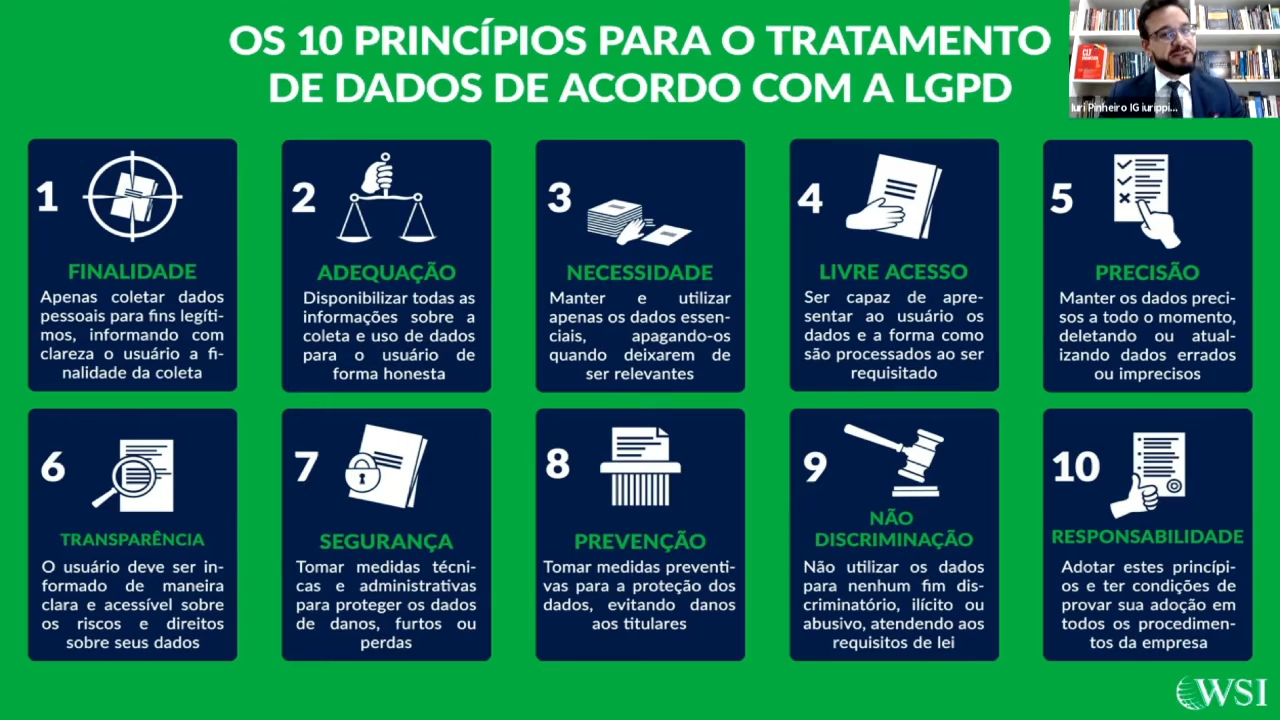 OS 10 PRINCÍPIOS PARA O TRATAMENTO
DE DADOS DE ACORDO COM A LGPD
Iuri Pinheiro IG iurippi...
1
FINALIDADE
Apenas coletar dados
pessoais para fins legíti-
mos, informando com
clareza o usuário a fi-
nalidade da coleta
2
ADEQUAÇÃO
Disponibilizar todas as
informações sobre a
coleta e uso de dados
para o usuário de
forma honesta
3
NECESSIDADE
Manter e utilizar
apenas os dados essen-
ciais, apagando-os
quando deixarem de
ser relevantes
4
LIVRE ACESSO
Ser capaz de apre-
sentar ao usuário os
dados e a forma como
são processados ao ser
requisitado
5
PRECISÃO
Manter os dados preci-
sos a todo o momento,
deletando ou atual-
izando dados errados
ou imprecisos
6
TRANSPARÊNCIA
O usuário deve ser in-
formado de maneira
clara e acessível sobre
os riscos e direitos
sobre seus dados
7
SEGURANÇA
Tomar medidas técni-
cas e administrativas
para proteger os dados
de danos, furtos ou
perdas
8
PREVENÇÃO
Tomar medidas preventi-
vas para a proteção dos
dados, evitando danos
aos titulares
9
NÃO
DISCRIMINAÇÃO
Não utilizar os dados
para nenhum fim dis-
criminatório, ilícito ou
abusivo, atendendo aos
requisitos de lei
10
RESPONSABILIDADE
Adotar estes princípi-
os e ter condições de
provar sua adoção em
todos os procedimen-
tos da empresa
WSI